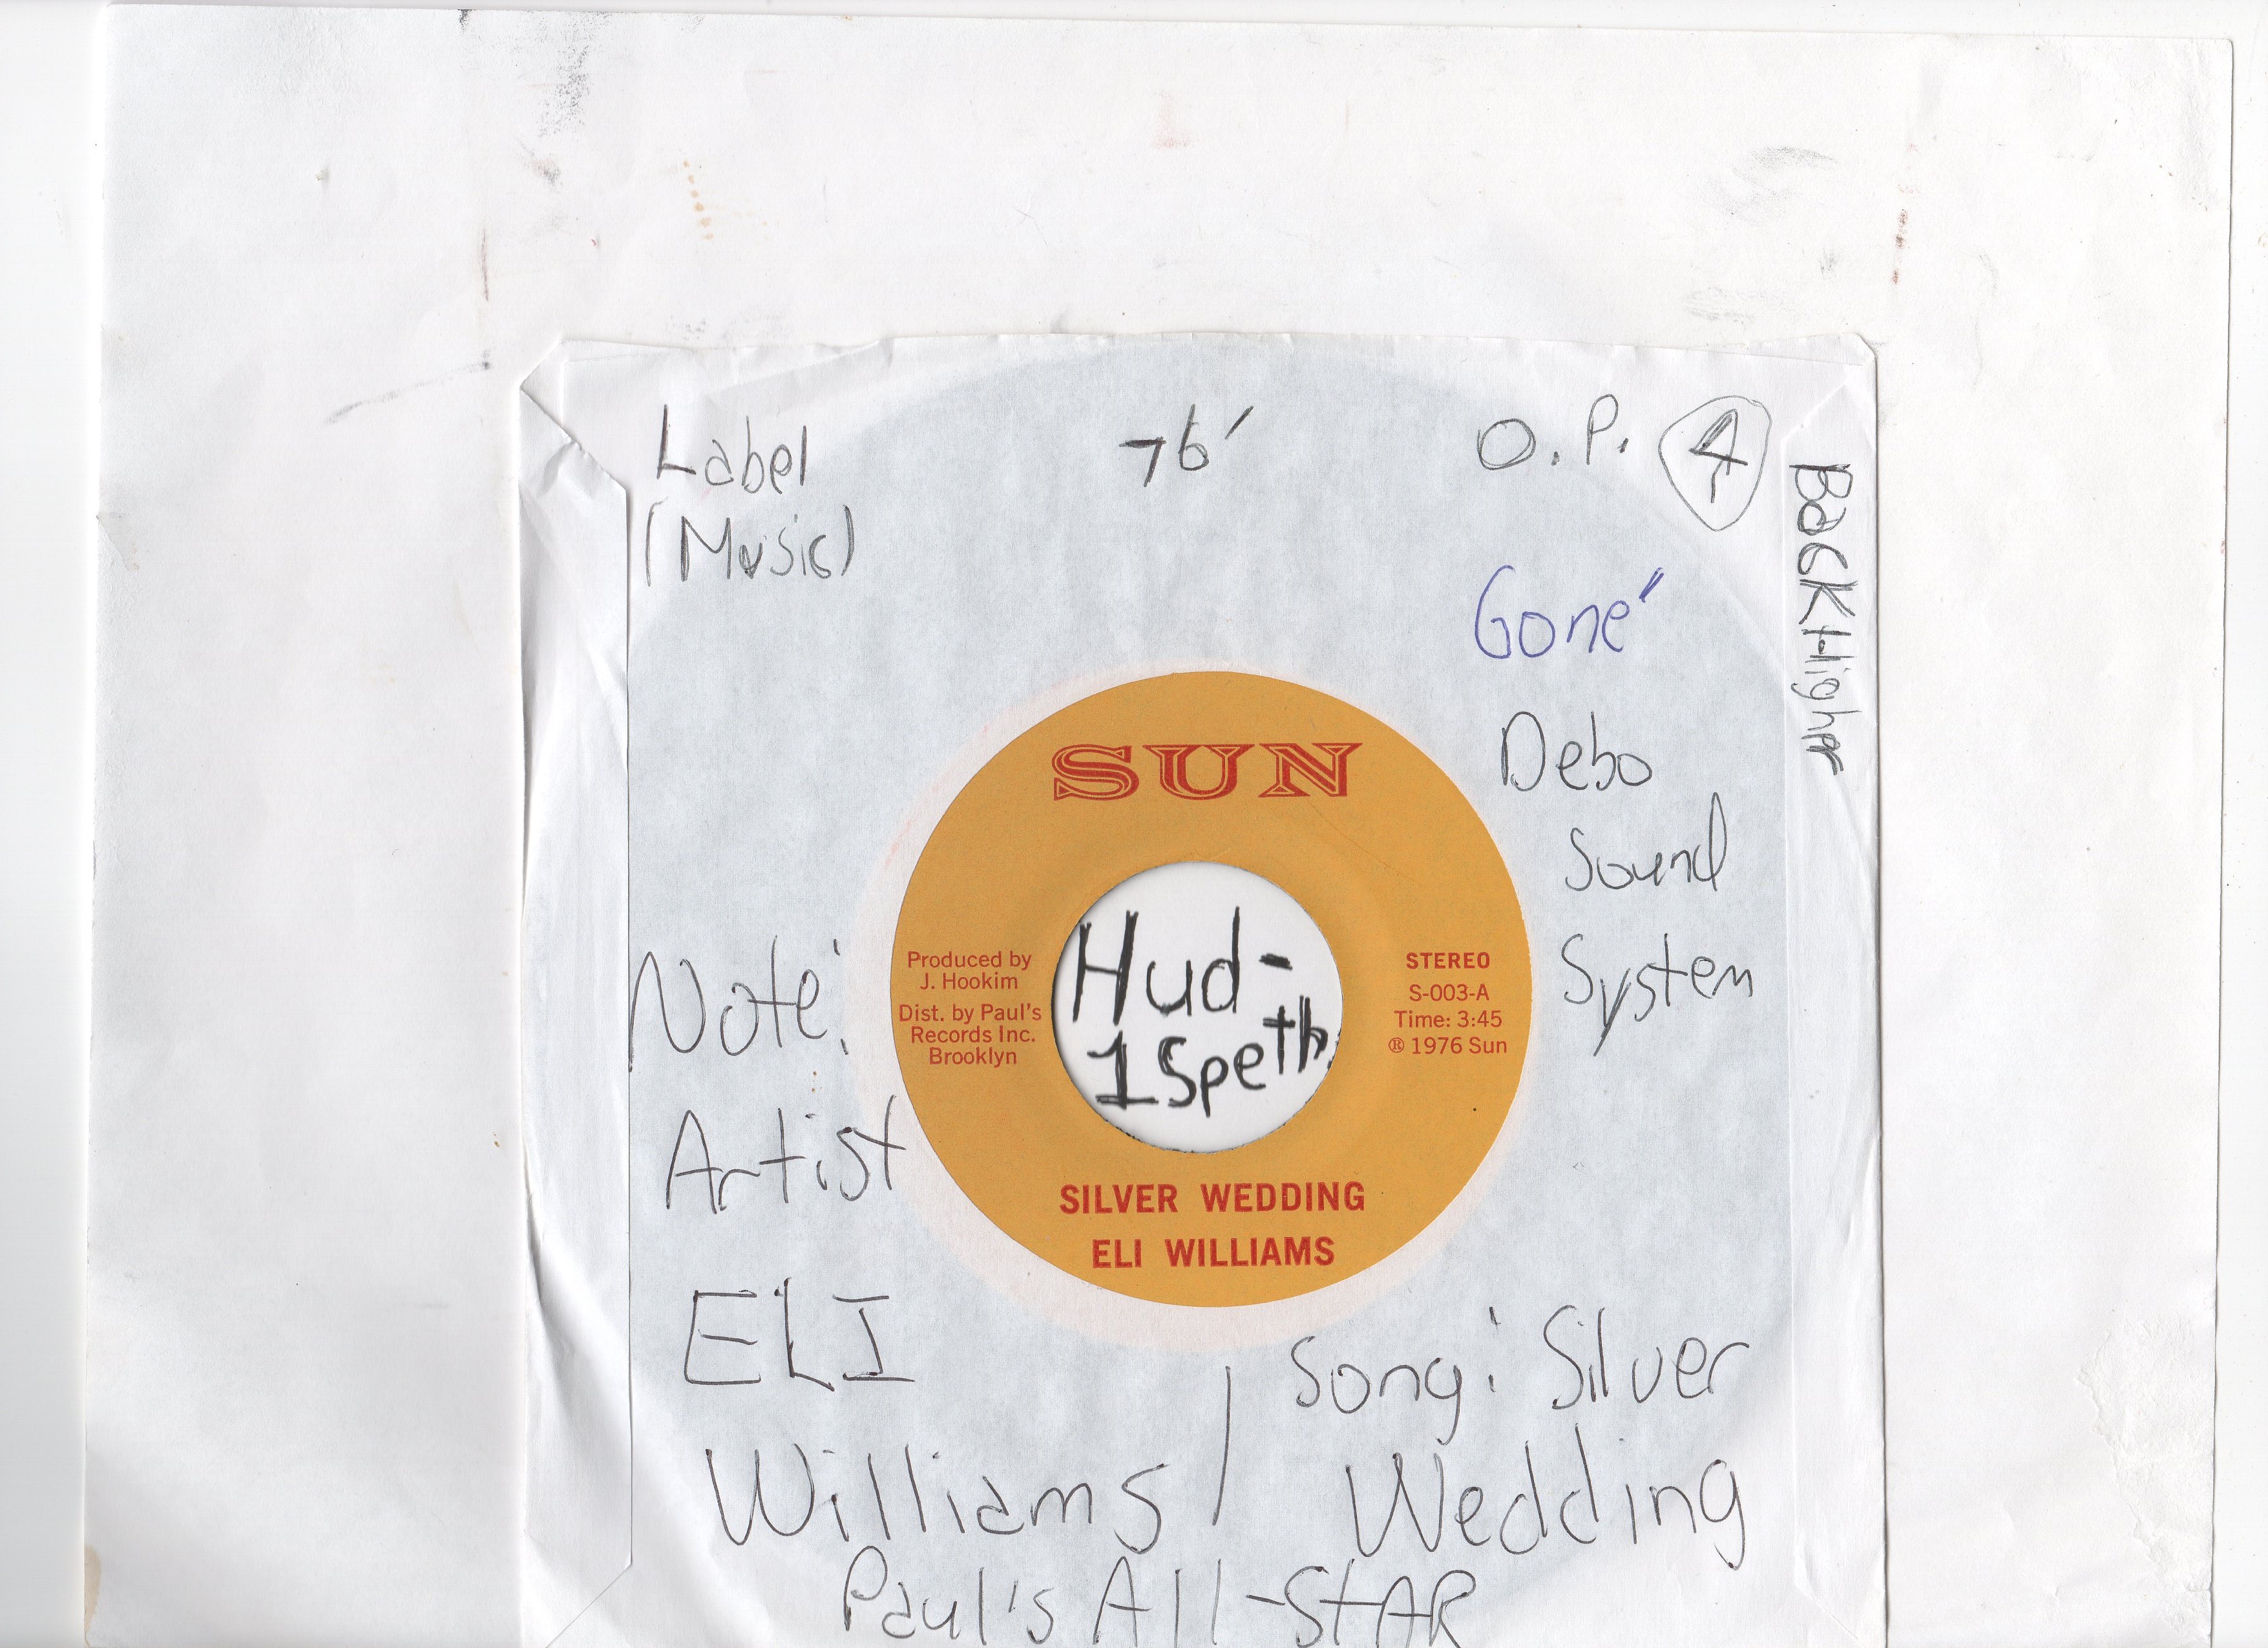 Label 76' O.P. 4
(Music)
Gone"
Debo
Sound
System
Back Higher
SUN
Produced by
J. Hookim
Dist. by Paul's
Records Inc.
Brooklyn
Hud-
1Speth.
STEREO
S-003-A
Time: 3:45
® 1976 Sun
SILVER WEDDING
ELI WILLIAMS
Note:
Artist
ELI
Williams /
Song: Silver
Wedding
Paul's All-StAR